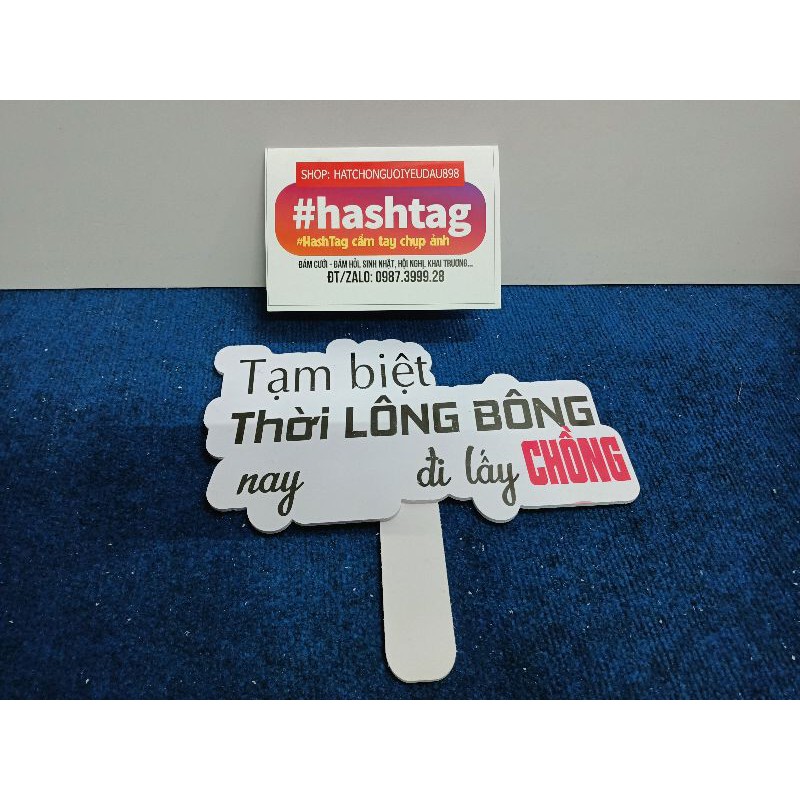 SHOP: HATCHONGUOIYEUDAU898
#hashtag
#HashTag cầm tay chụp ảnh
ĐÁM CƯỚI - ĐÁM HỎI, SINH NHẬT, HỘI NGHỊ, KHAI TRƯƠNG...
ĐT/ZALO: 0987.3999.28
Tạm biệt
Thời LÔNG BÔNG
nay đi lấy CHỒNG